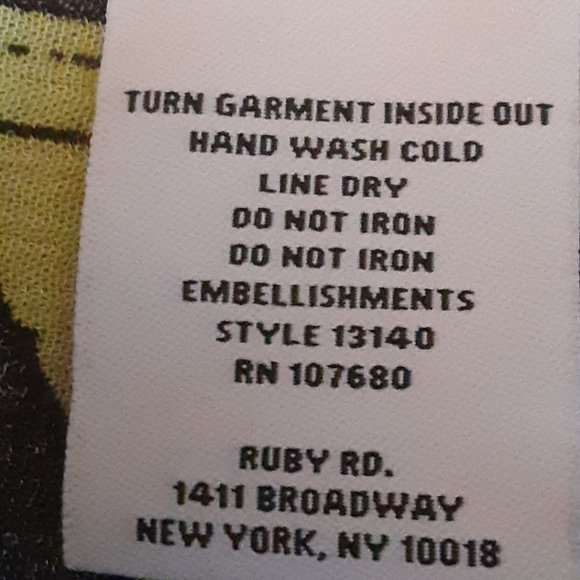 TURN GARMENT INSIDE OUT
HAND WASH COLD
LINE DRY
DO NOT IRON
DO NOT IRON
EMBELLISHMENTS
STYLE 13140
RN 107680
RUBY RD.
1411 BROADWAY
NEW YORK, NY 10018